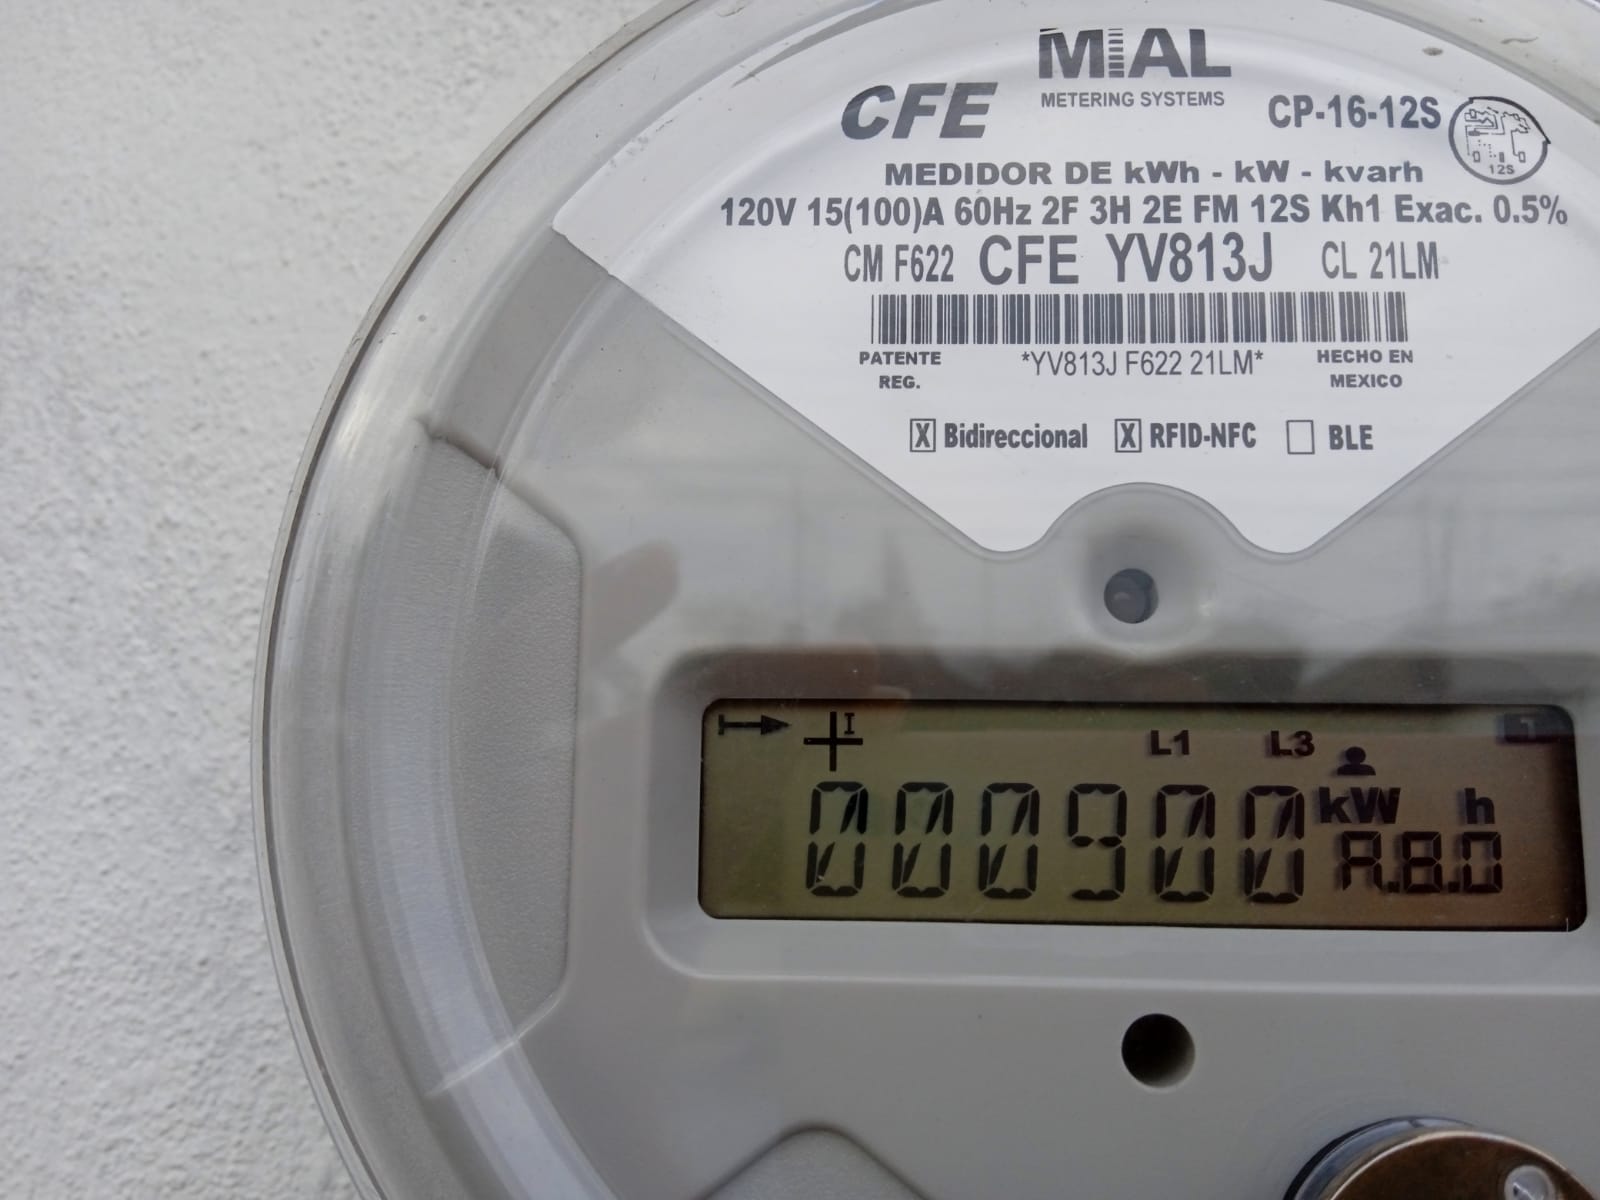 MIAL
METERING SYSTEMS
CFE
CP-16-12S
12S
MEDIDOR DE kWh - kW - kvarh
120V 15(100)A 60Hz 2F 3H 2E FM 12S Kh1 Exac. 0.5%
CM F622 CFE YV813J CL 21LM
PATENTE REG.
*YV813J F622 21LM*
HECHO EN MEXICO
X Bidireccional X RFID-NFC BLE
I L1 L3 1
000900 kW h
A.B.0